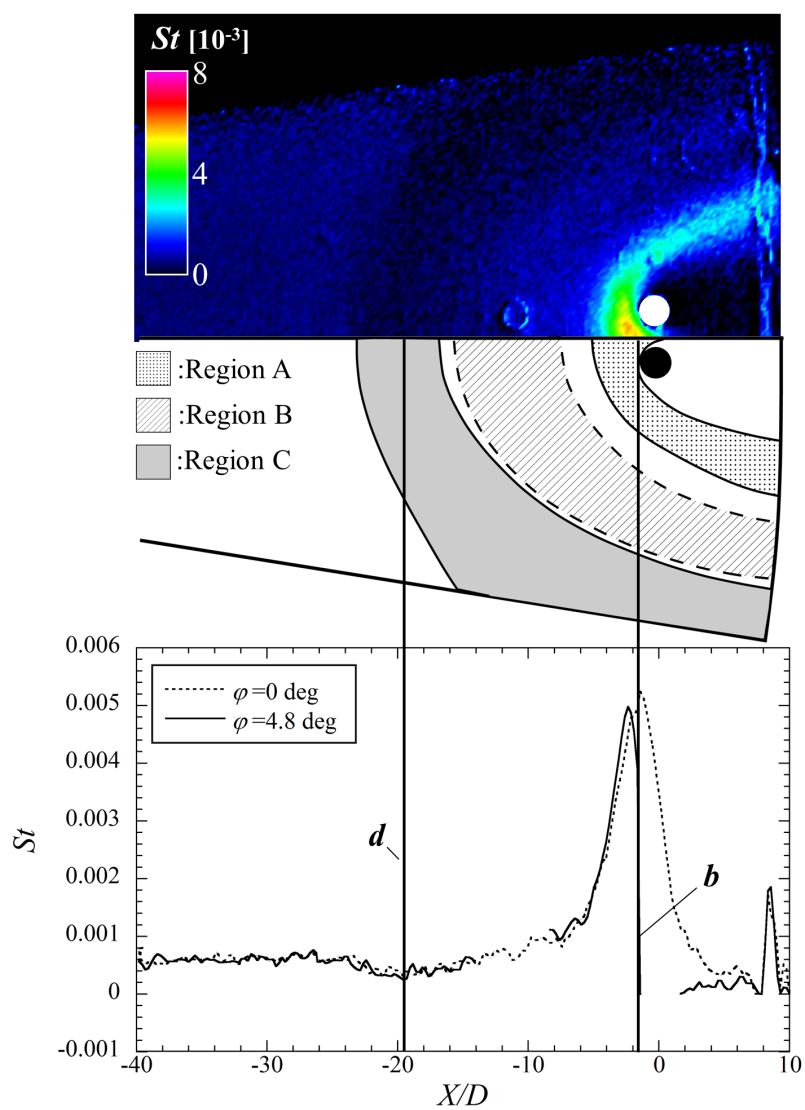 St [10⁻³]
8
4
0
:Region A
:Region B
:Region C
0.006
0.005
0.004
0.003
0.002
0.001
0
-0.001
St
φ=0 deg
φ=4.8 deg
d
b
-40
-30
-20
-10
0
10
X/D